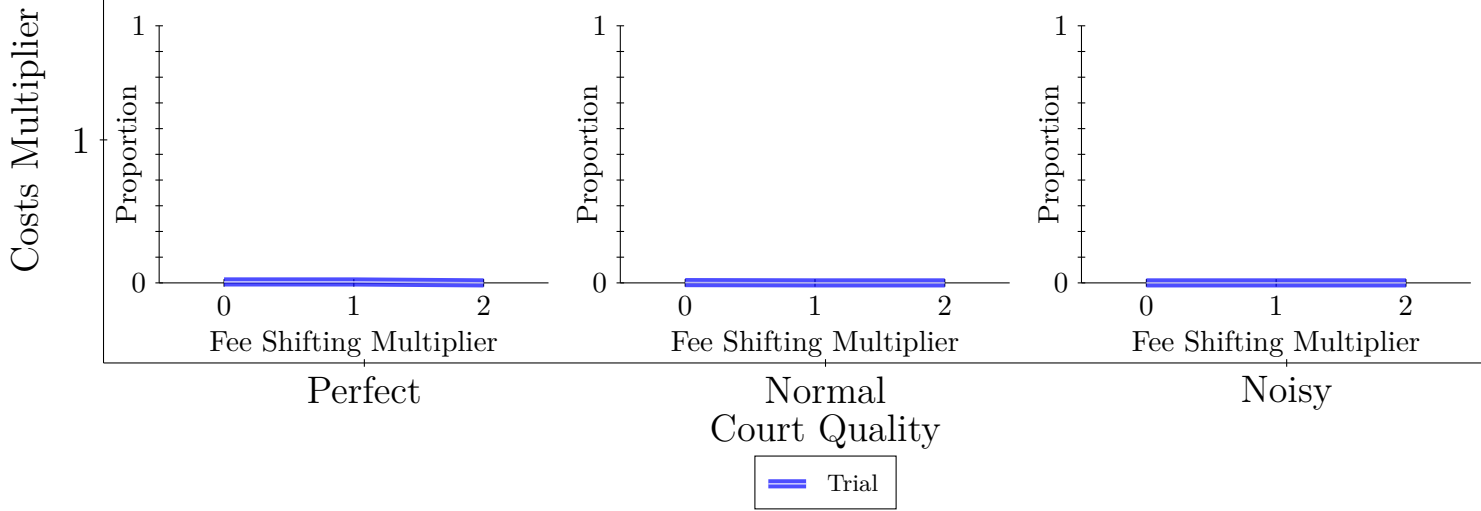 Costs Multiplier
1
1
Proportion
0
0 1 2
Fee Shifting Multiplier
Perfect
1
Proportion
0
0 1 2
Fee Shifting Multiplier
Normal
1
Proportion
0
0 1 2
Fee Shifting Multiplier
Noisy
Court Quality
Trial